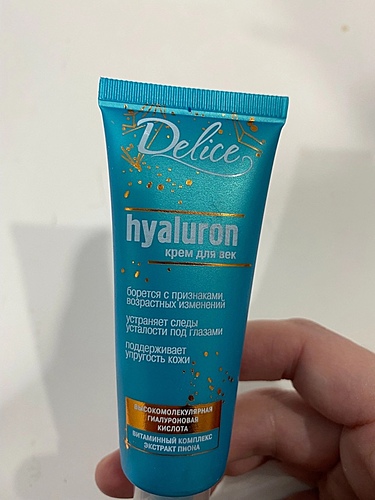 Delice
hyaluron
крем для век
борется с признаками
возрастных изменений
устраняет следы
усталости под глазами
поддерживает
упругость кожи
ВЫСОКОМОЛЕКУЛЯРНАЯ
ГИАЛУРОНОВАЯ
КИСЛОТА
ВИТАМИННЫЙ КОМПЛЕКС
ЭКСТРАКТ ПИОНА